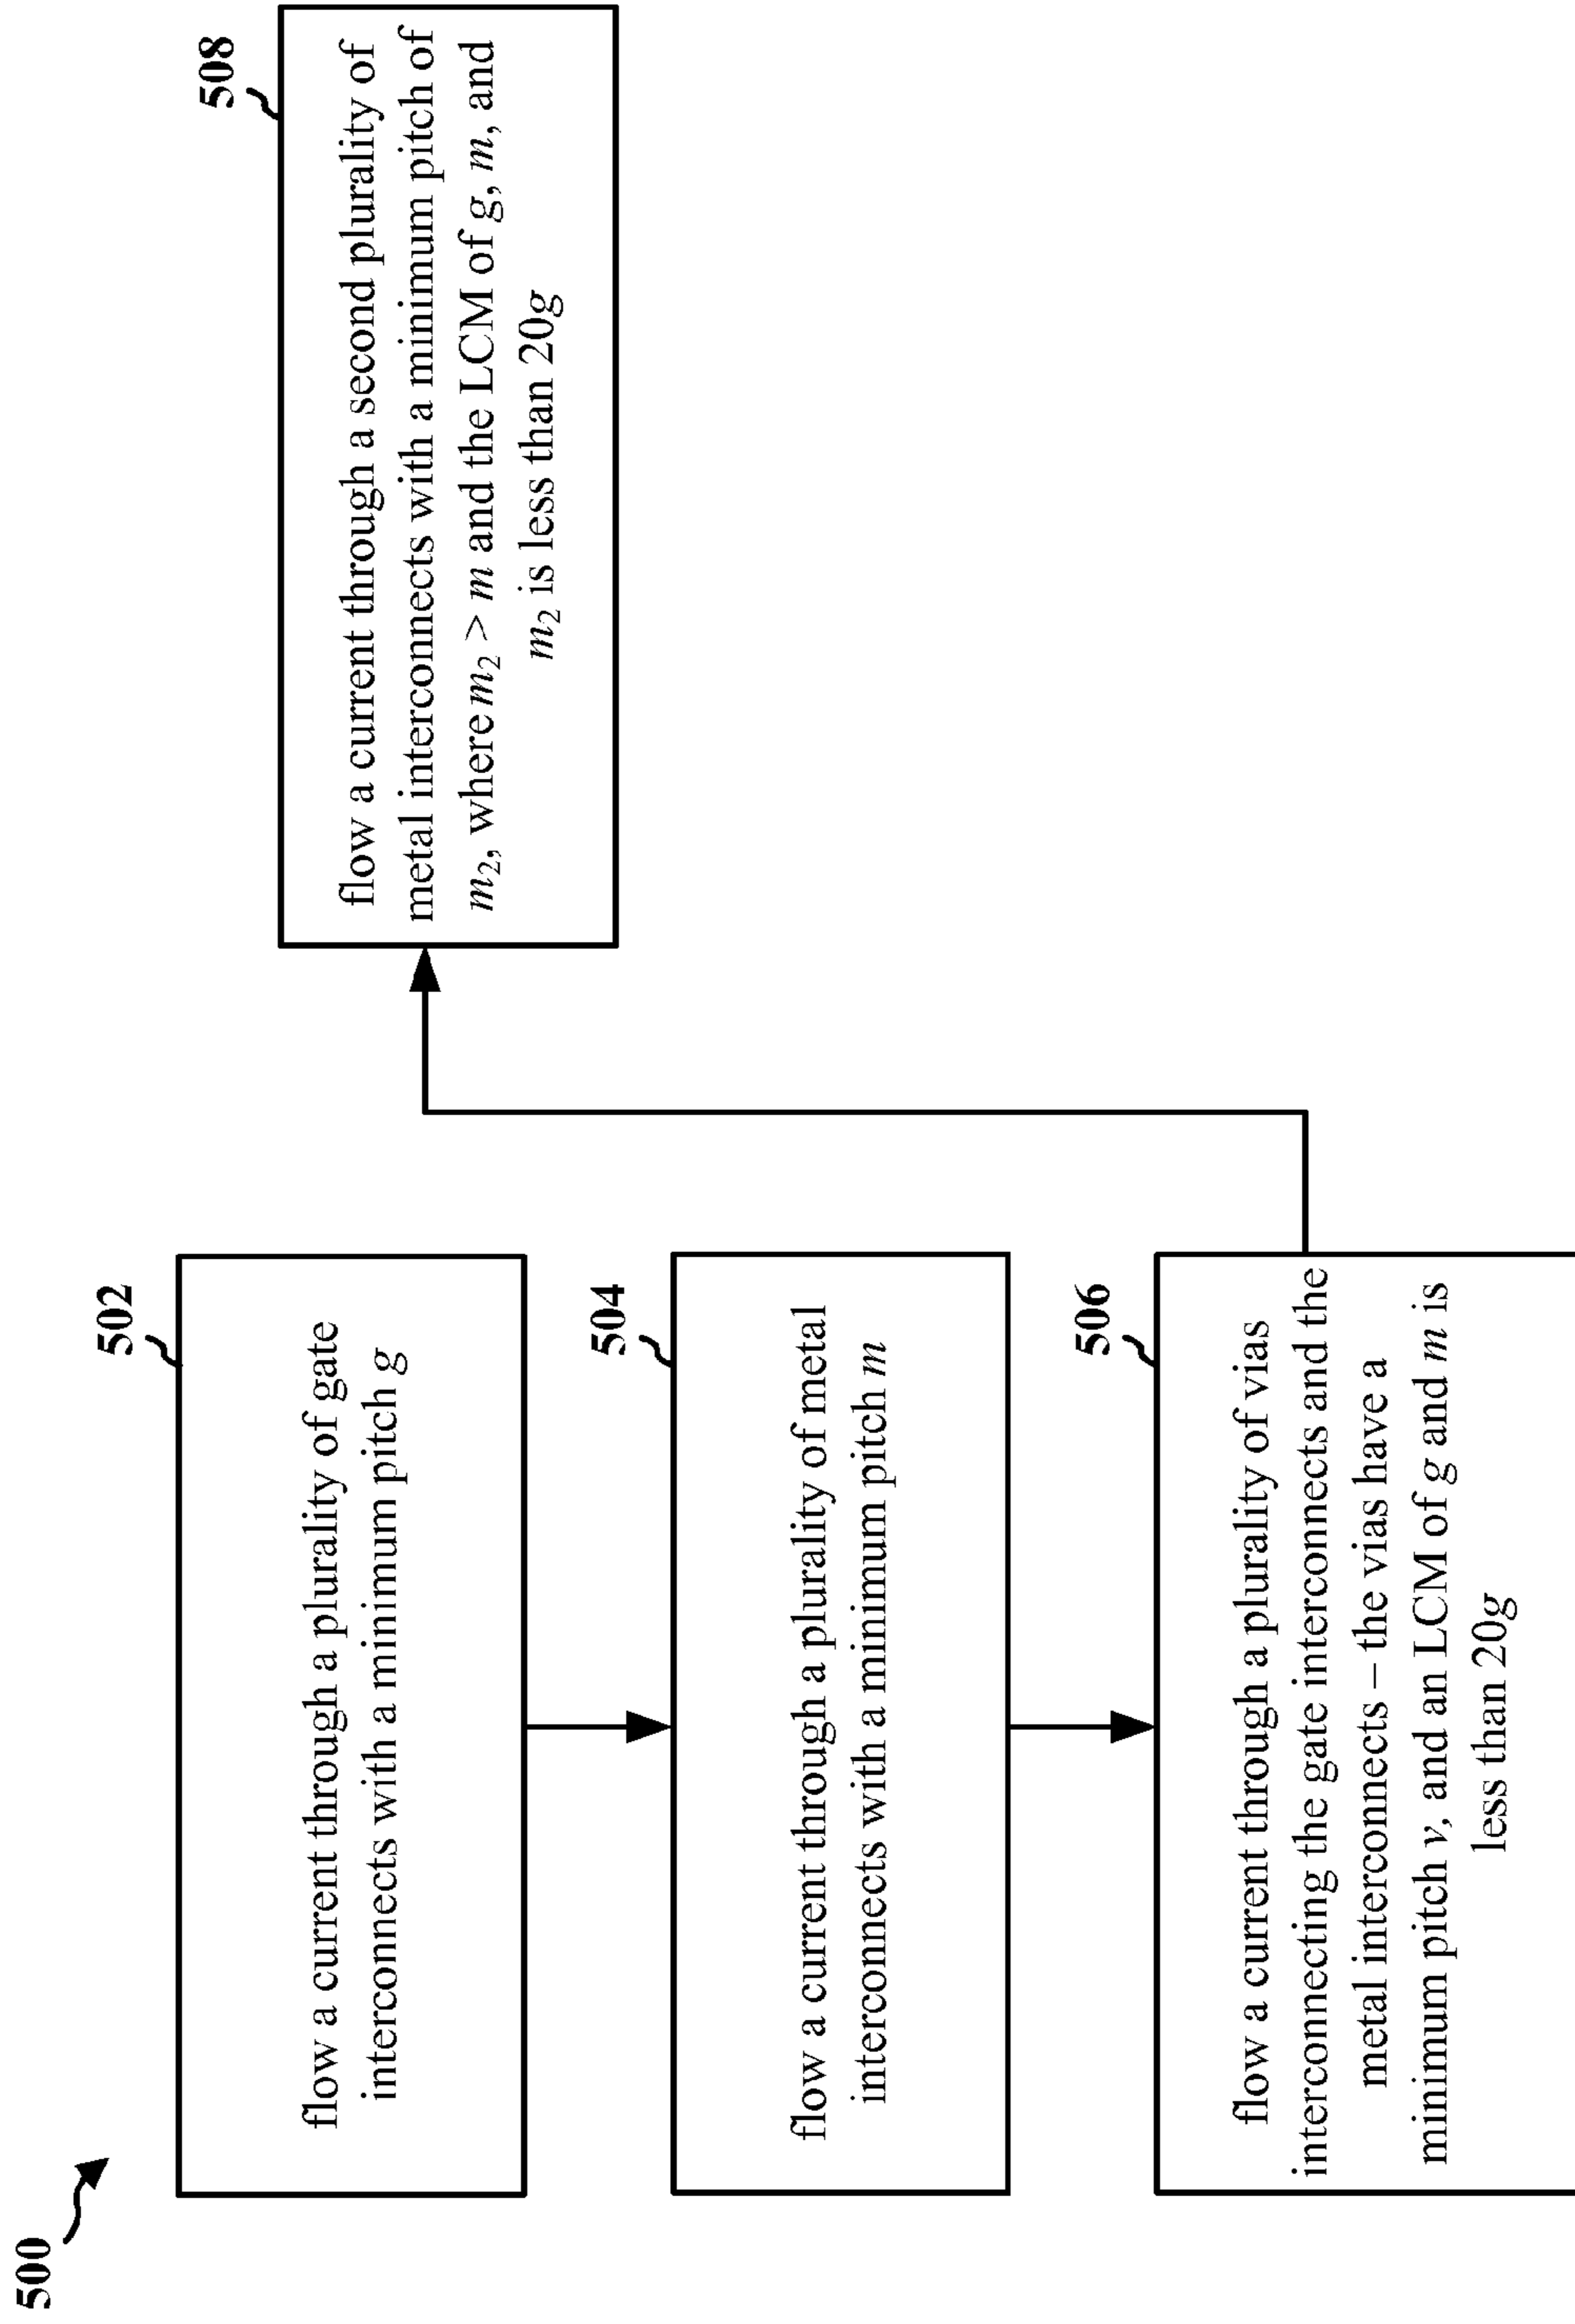 500
502
flow a current through a plurality of gate
interconnects with a minimum pitch g
504
flow a current through a plurality of metal
interconnects with a minimum pitch m
506
flow a current through a plurality of vias
interconnecting the gate interconnects and the
metal interconnects – the vias have a
minimum pitch v, and an LCM of g and m is
less than 20g
508
flow a current through a second plurality of
metal interconnects with a minimum pitch of
m₂, where m₂ > m and the LCM of g, m, and
m₂ is less than 20g